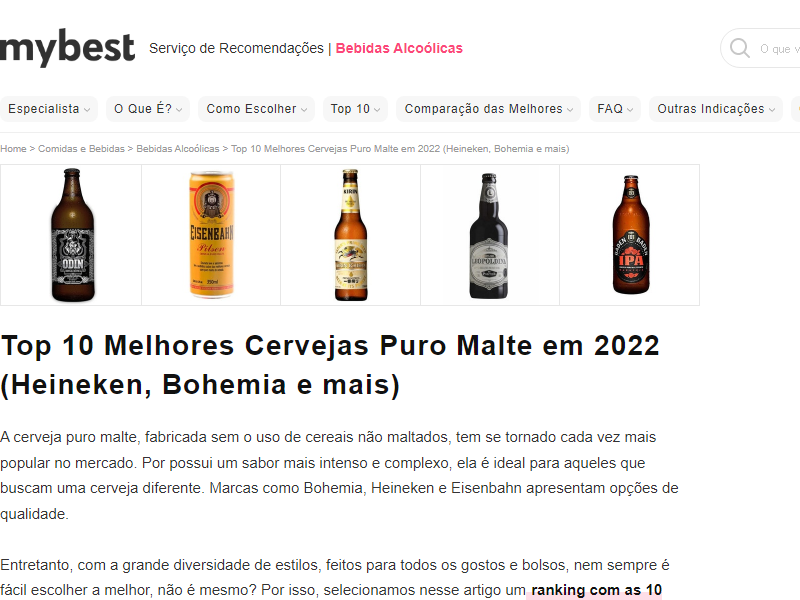 mybest Serviço de Recomendações | Bebidas Alcoólicas O que v
Especialista O Que É? Como Escolher Top 10 Comparação das Melhores FAQ Outras Indicações
Home > Comidas e Bebidas > Bebidas Alcoólicas > Top 10 Melhores Cervejas Puro Malte em 2022 (Heineken, Bohemia e mais)
ODIN
EISENBAHN
Pilsen
350ml
KIRIN
LEOPOLDINA
BADEN BADEN
IPA
Top 10 Melhores Cervejas Puro Malte em 2022
(Heineken, Bohemia e mais)
A cerveja puro malte, fabricada sem o uso de cereais não maltados, tem se tornado cada vez mais
popular no mercado. Por possui um sabor mais intenso e complexo, ela é ideal para aqueles que
buscam uma cerveja diferente. Marcas como Bohemia, Heineken e Eisenbahn apresentam opções de
qualidade.
Entretanto, com a grande diversidade de estilos, feitos para todos os gostos e bolsos, nem sempre é
fácil escolher a melhor, não é mesmo? Por isso, selecionamos nesse artigo um ranking com as 10